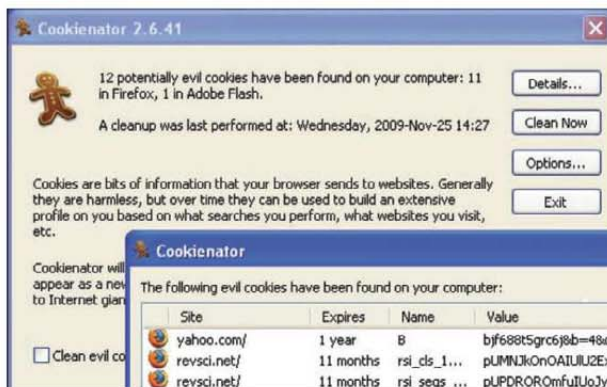 Cookienator 2.6.41
12 potentially evil cookies have been found on your computer: 11
in Firefox, 1 in Adobe Flash.
A cleanup was last performed at: Wednesday, 2009-Nov-25 14:27
Details...
Clean Now
Options...
Exit
Cookies are bits of information that your browser sends to websites. Generally
they are harmless, but over time they can be used to build an extensive
profile on you based on what searches you perform, what websites you visit,
etc.
Cookienator will
appear as a new
to Internet gian
Clean evil co
Cookienator
The following evil cookies have been found on your computer:
Site Expires Name Value
yahoo.com/ 1 year B
revsci.net/ 11 months rsi_cls_1...
revsci.net/ 11 months rsi_segs_